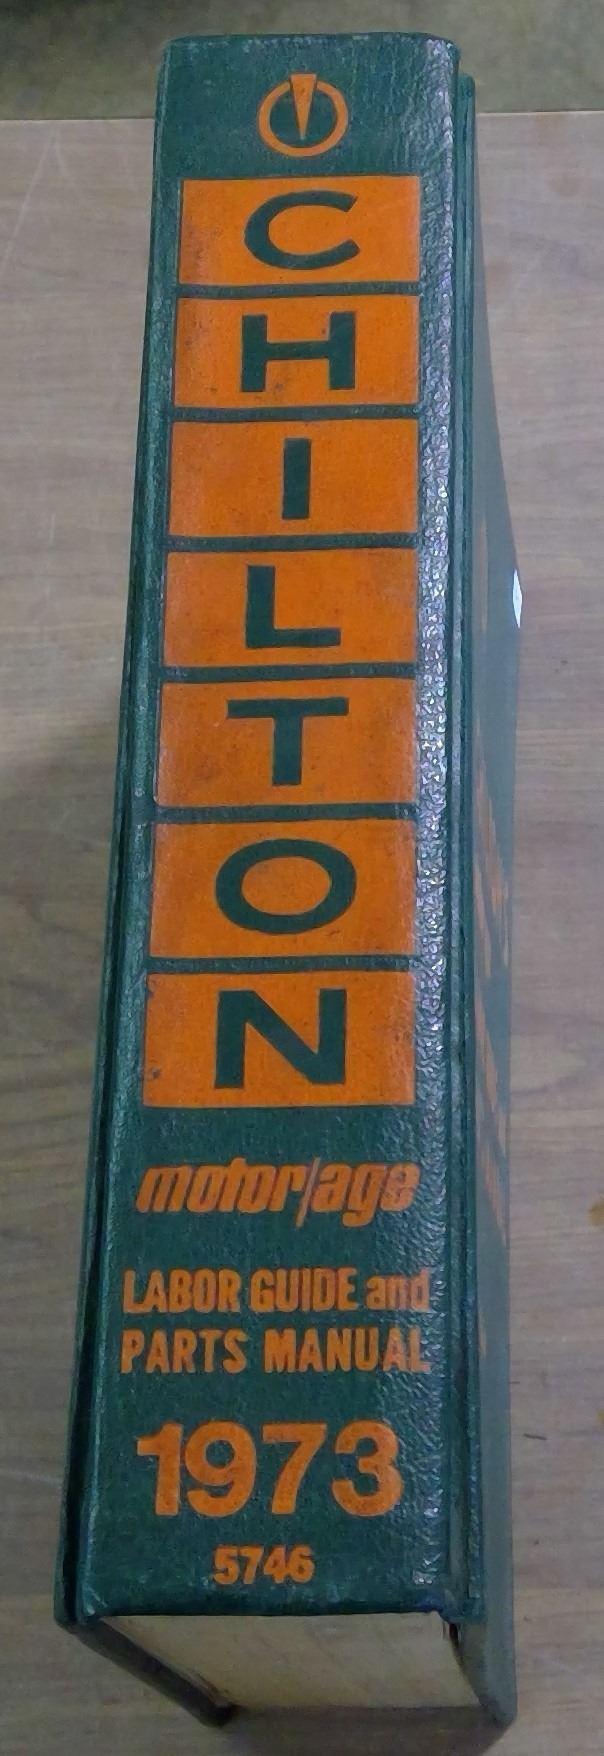 CHILTON
motor/age
LABOR GUIDE and
PARTS MANUAL
1973
5746